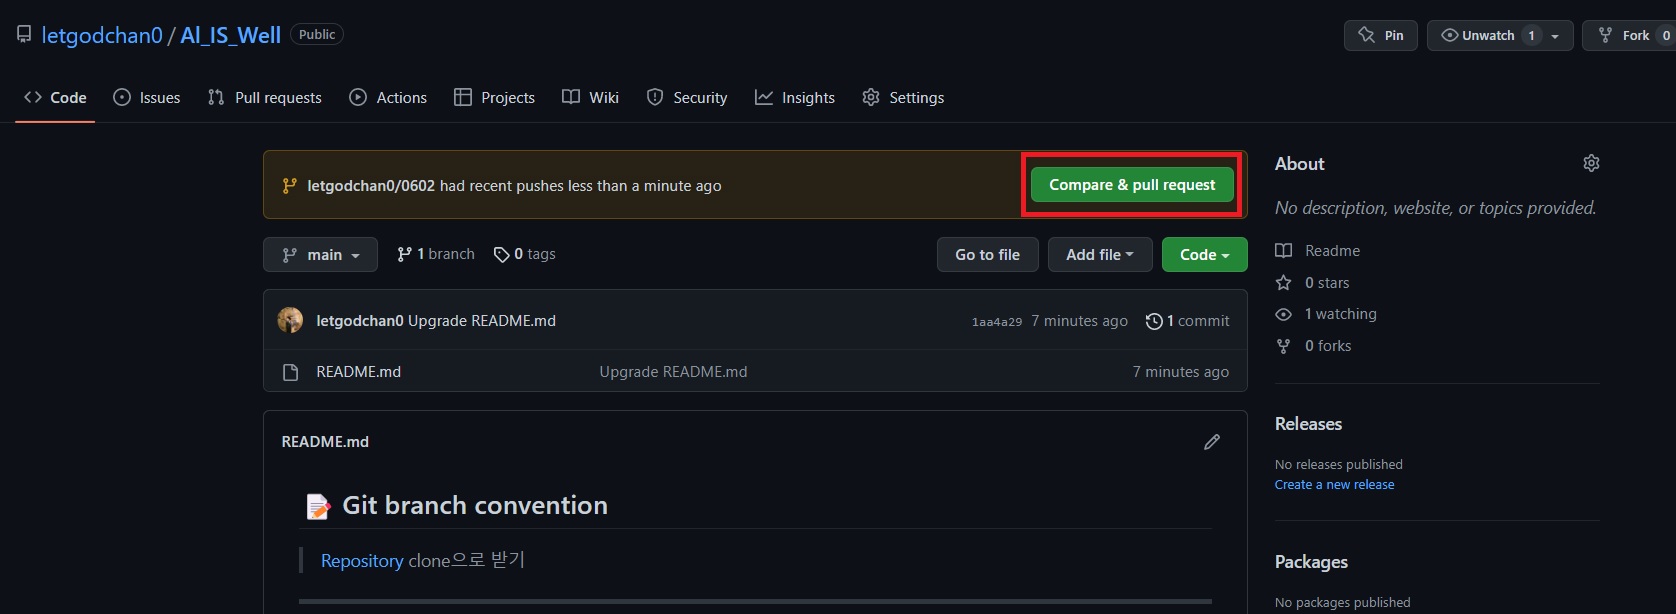 letgodchan0 / Al_IS_Well Public
Pin Unwatch 1 Fork 0
Code Issues Pull requests Actions Projects Wiki Security Insights Settings
letgodchan0/0602 had recent pushes less than a minute ago Compare & pull request
main 1 branch 0 tags Go to file Add file Code
letgodchan0 Upgrade README.md 1aa4a29 7 minutes ago 1 commit
README.md Upgrade README.md 7 minutes ago
README.md
Git branch convention
Repository clone으로 받기
About
No description, website, or topics provided.
Readme
0 stars
1 watching
0 forks
Releases
No releases published
Create a new release
Packages
No packages published